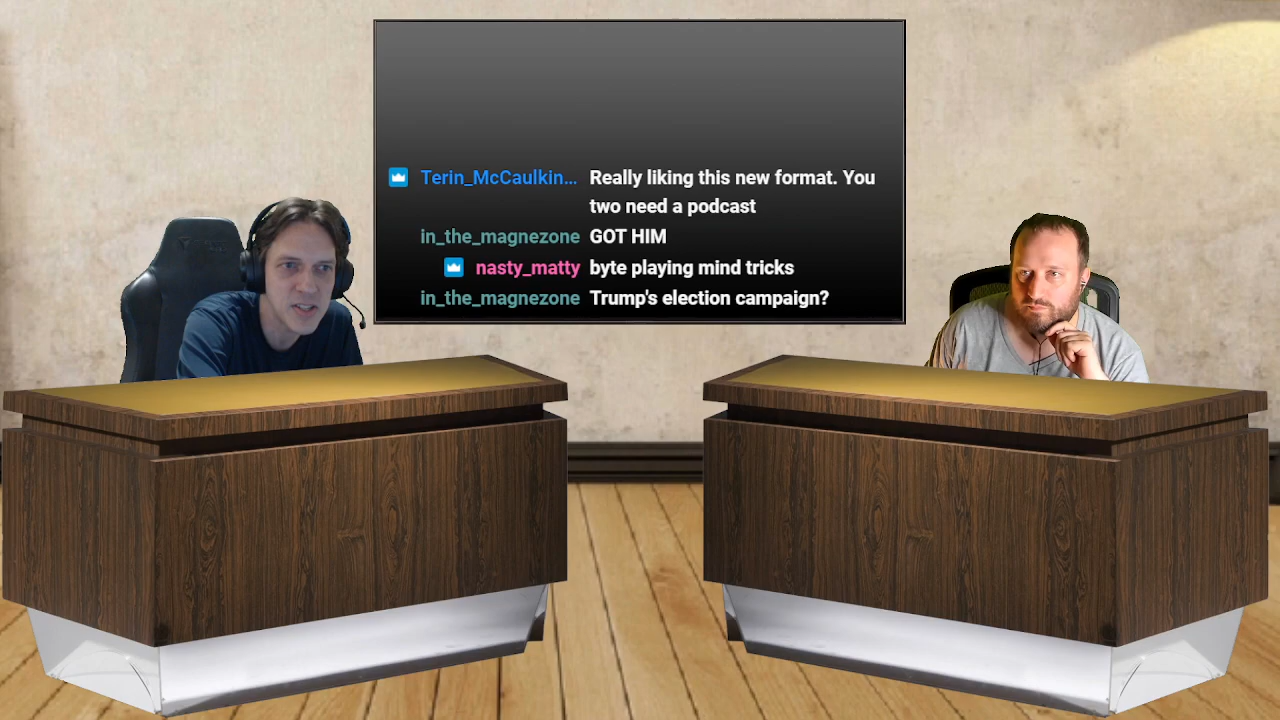 Terin_McCaulkin... Really liking this new format. You
two need a podcast
in_the_magnezone GOT HIM
nasty_matty byte playing mind tricks
in_the_magnezone Trump's election campaign?